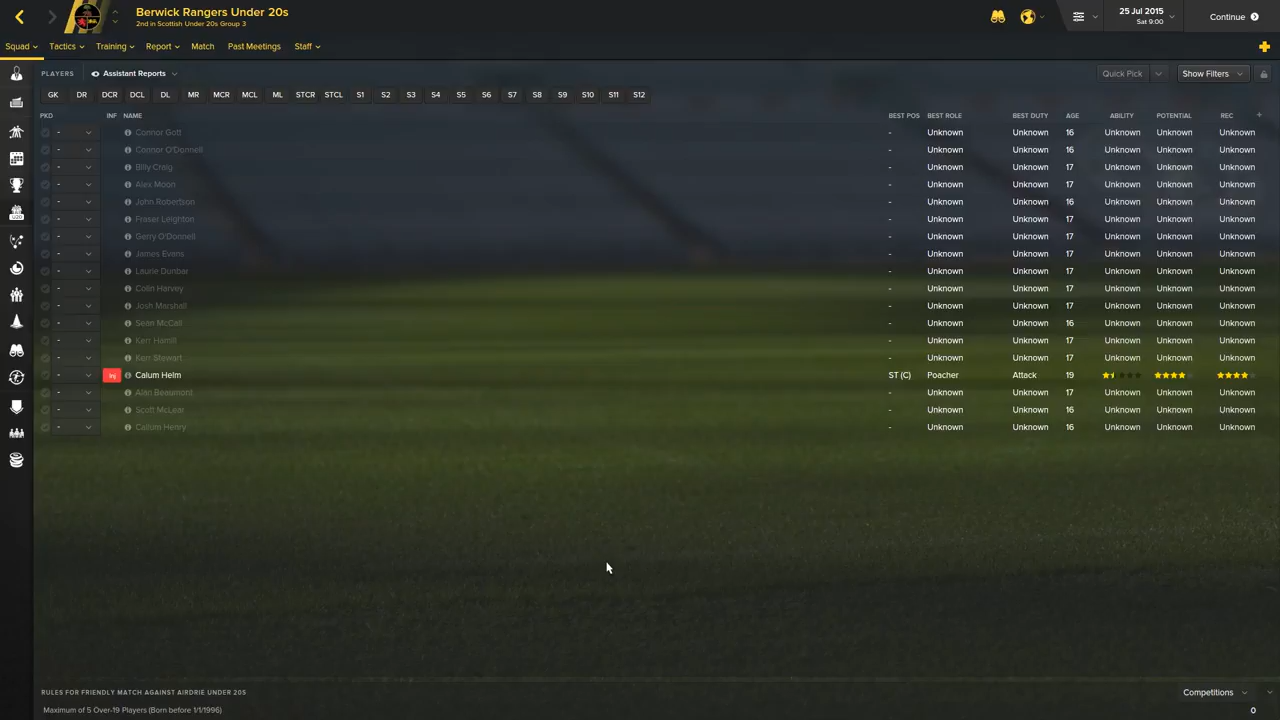 Berwick Rangers Under 20s
2nd in Scottish Under 20s Group 3
25 Jul 2015
Sat 9:00
Continue
Squad Tactics Training Report Match Past Meetings Staff
PLAYERS Assistant Reports Quick Pick Show Filters
GK DR DCR DCL DL MR MCR MCL ML STCR STCL S1 S2 S3 S4 S5 S6 S7 S8 S9 S10 S11 S12
PKD INF NAME BEST POS BEST ROLE BEST DUTY AGE ABILITY POTENTIAL REC +
- Connor Gott - Unknown Unknown 16 Unknown Unknown Unknown
- Connor O'Donnell - Unknown Unknown 16 Unknown Unknown Unknown
- Billy Craig - Unknown Unknown 17 Unknown Unknown Unknown
- Alex Moon - Unknown Unknown 17 Unknown Unknown Unknown
- John Robertson - Unknown Unknown 16 Unknown Unknown Unknown
- Fraser Leighton - Unknown Unknown 17 Unknown Unknown Unknown
- Gerry O'Donnell - Unknown Unknown 17 Unknown Unknown Unknown
- James Evans - Unknown Unknown 17 Unknown Unknown Unknown
- Laurie Dunbar - Unknown Unknown 17 Unknown Unknown Unknown
- Colin Harvey - Unknown Unknown 17 Unknown Unknown Unknown
- Josh Marshall - Unknown Unknown 17 Unknown Unknown Unknown
- Sean McCall - Unknown Unknown 16 Unknown Unknown Unknown
- Kerr Hamill - Unknown Unknown 17 Unknown Unknown Unknown
- Kerr Stewart - Unknown Unknown 17 Unknown Unknown Unknown
- Inj Calum Helm ST (C) Poacher Attack 19
- Alan Beaumont - Unknown Unknown 17 Unknown Unknown Unknown
- Scott McLear - Unknown Unknown 16 Unknown Unknown Unknown
- Callum Henry - Unknown Unknown 16 Unknown Unknown Unknown
RULES FOR FRIENDLY MATCH AGAINST AIRDRIE UNDER 20S Competitions
Maximum of 5 Over-19 Players (Born before 1/1/1996) 0